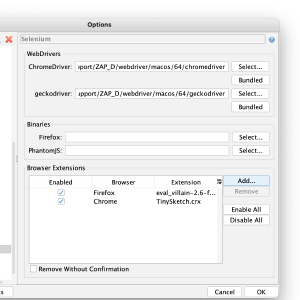 Options
Selenium
WebDrivers
ChromeDriver: :pport/ZAP_D/webdriver/macos/64/chromedriver Select...
Bundled
geckodriver: upport/ZAP_D/webdriver/macos/64/geckodriver Select...
Bundled
Binaries
Firefox: Select...
PhantomJS: Select...
Browser Extensions
Enabled Browser Extension Add...
Firefox eval_villain-2.6-f... Remove
Chrome TinySketch.crx
Enable All
Disable All
Remove Without Confirmation
Cancel OK